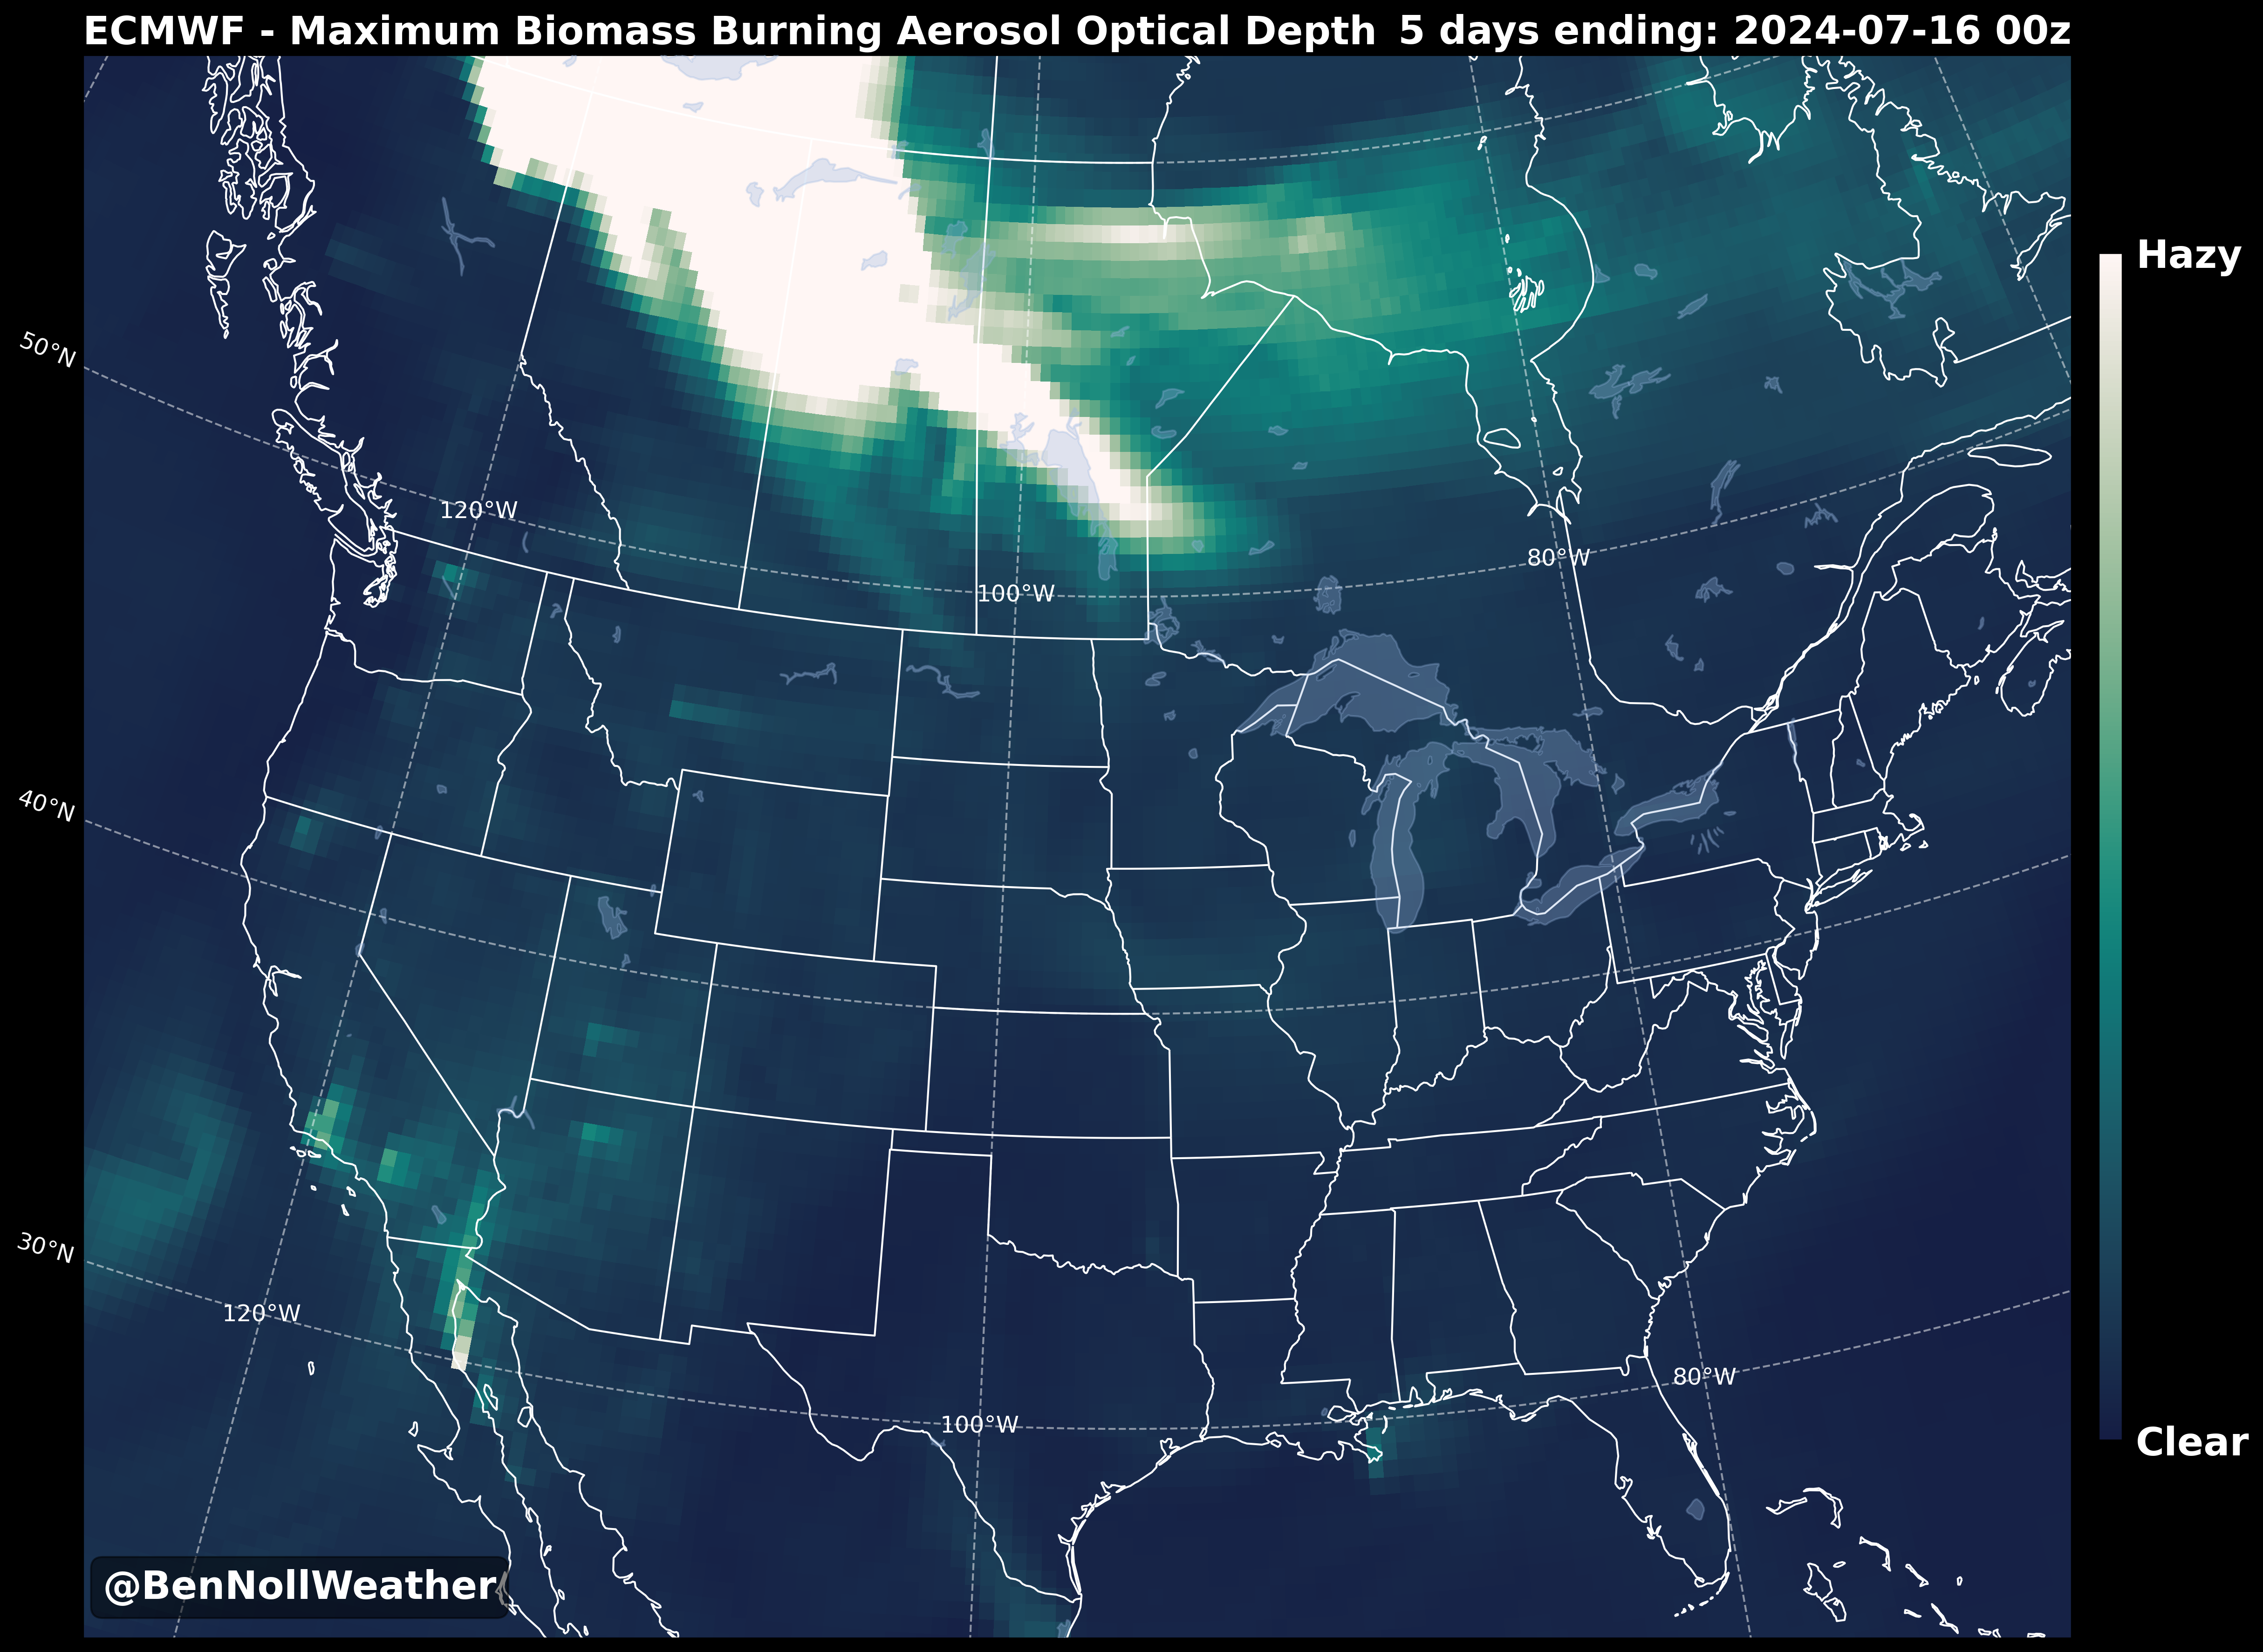 ECMWF - Maximum Biomass Burning Aerosol Optical Depth 5 days ending: 2024-07-16 00z
Hazy
50°N
120°W
80°W
100°W
40°N
30°N
120°W
80°W
100°W
Clear
@BenNollWeather